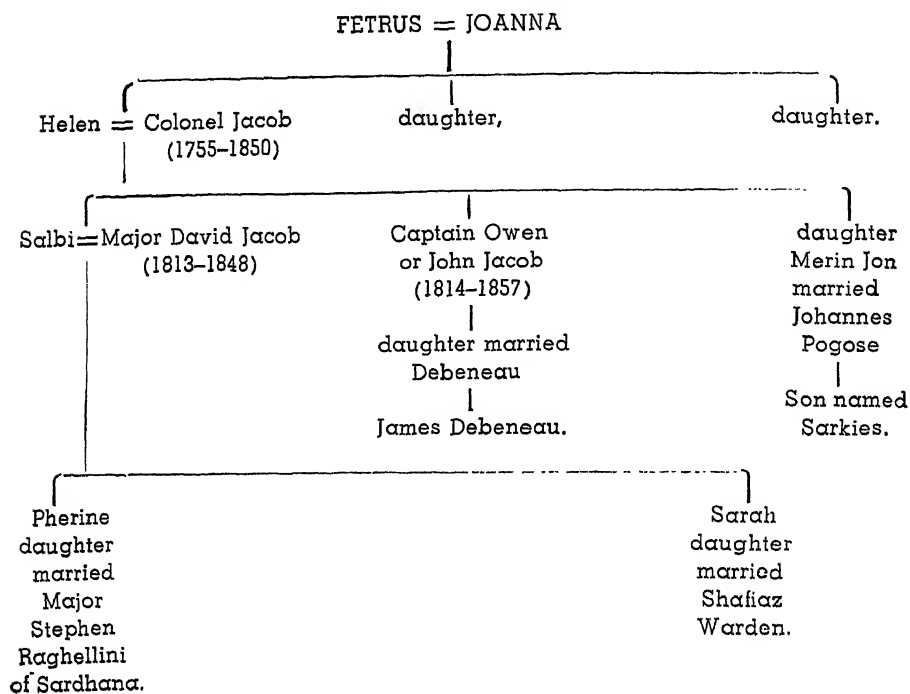 FETRUS = JOANNA
Helen = Colonel Jacob
(1755–1850)
daughter,
daughter.
Salbi = Major David Jacob
(1813–1848)
Captain Owen
or John Jacob
(1814–1857)
daughter married
Debeneau
James Debeneau.
daughter
Merin Jon
married
Johannes
Pogose
Son named
Sarkies.
Pherine
daughter
married
Major
Stephen
Raghellini
of Sardhana.
Sarah
daughter
married
Shafiaz
Warden.